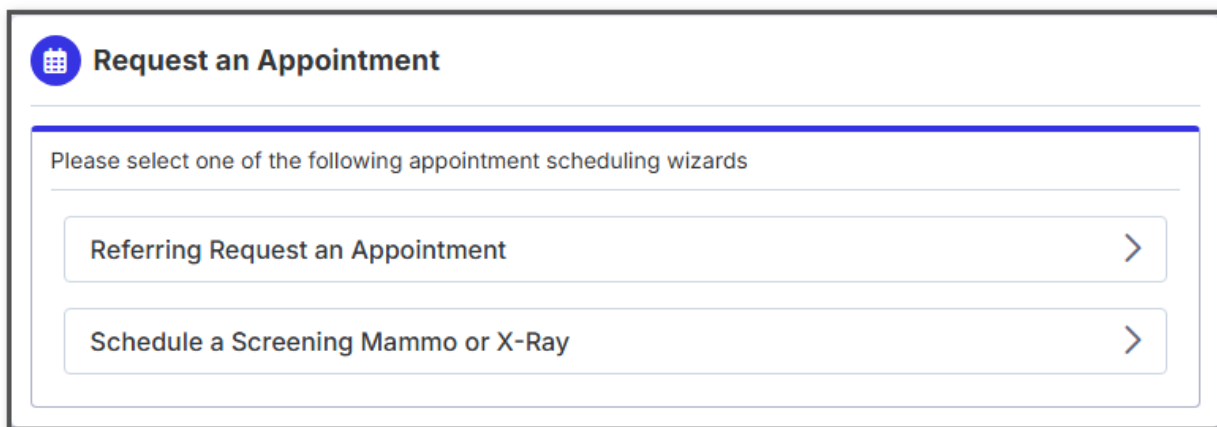 Request an Appointment
Please select one of the following appointment scheduling wizards
Referring Request an Appointment
Schedule a Screening Mammo or X-Ray